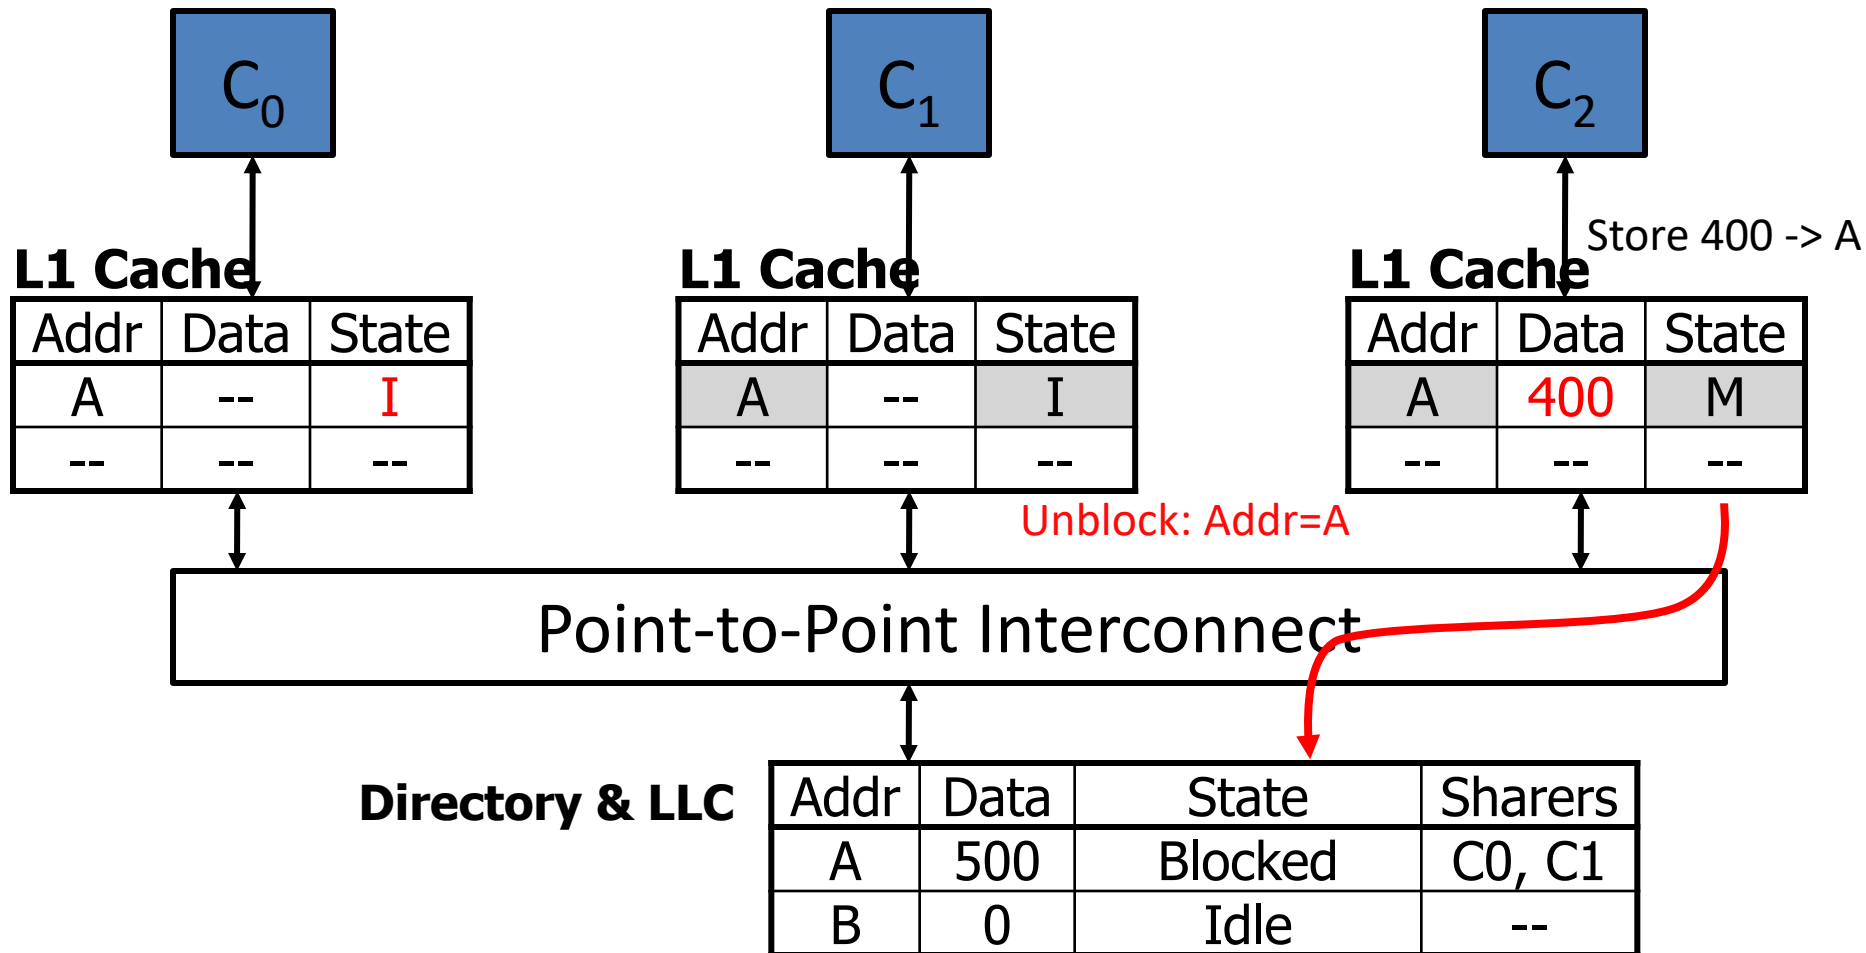 C0 C1 C2
Store 400 -> A
L1 Cache L1 Cache L1 Cache
Addr Data State Addr Data State Addr Data State
A -- I A -- I A 400 M
-- -- -- -- -- -- -- -- --
Unblock: Addr=A
Point-to-Point Interconnect
Directory & LLC
Addr Data State Sharers
A 500 Blocked C0, C1
B 0 Idle --